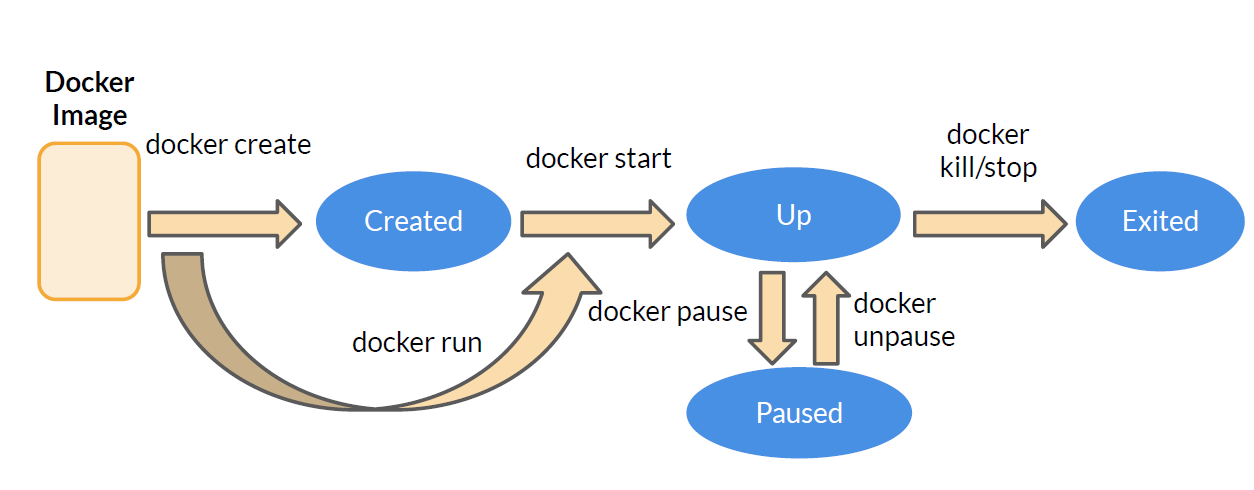 Docker
Image
docker create
docker start
docker
kill/stop
Created
Up
Exited
docker run
docker pause
docker
unpause
Paused